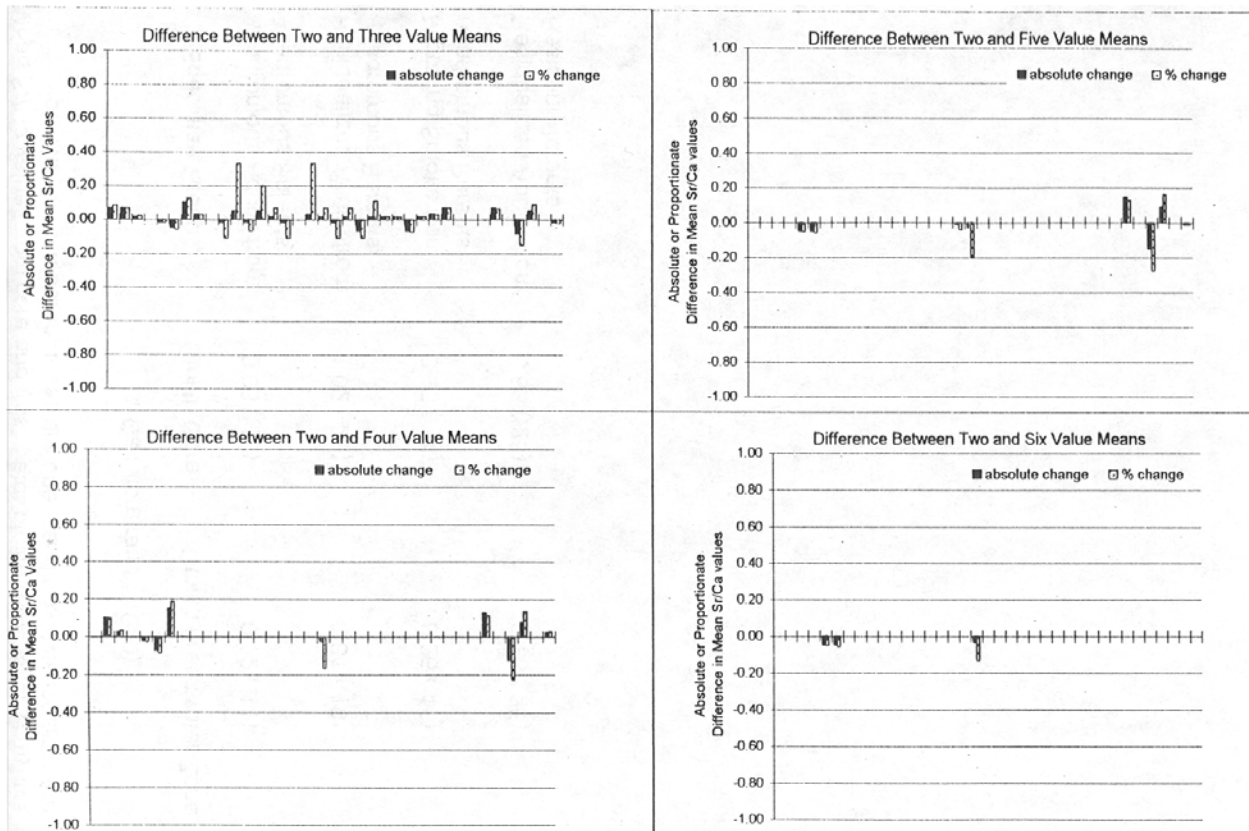 Difference Between Two and Three Value Means
absolute change % change
Absolute or Proportionate
Difference in Mean Sr/Ca Values
1.00
0.80
0.60
0.40
0.20
0.00
-0.20
-0.40
-0.60
-0.80
-1.00
Difference Between Two and Five Value Means
absolute change % change
Absolute or Proportionate
Difference in Mean Sr/Ca values
1.00
0.80
0.60
0.40
0.20
0.00
-0.20
-0.40
-0.60
-0.80
-1.00
Difference Between Two and Four Value Means
absolute change % change
Absolute or Proportionate
Difference in Mean Sr/Ca Values
1.00
0.80
0.60
0.40
0.20
0.00
-0.20
-0.40
-0.60
-0.80
-1.00
Difference Between Two and Six Value Means
absolute change % change
Absolute or Proportionate
Difference in Mean Sr/Ca values
1.00
0.80
0.60
0.40
0.20
0.00
-0.20
-0.40
-0.60
-0.80
-1.00